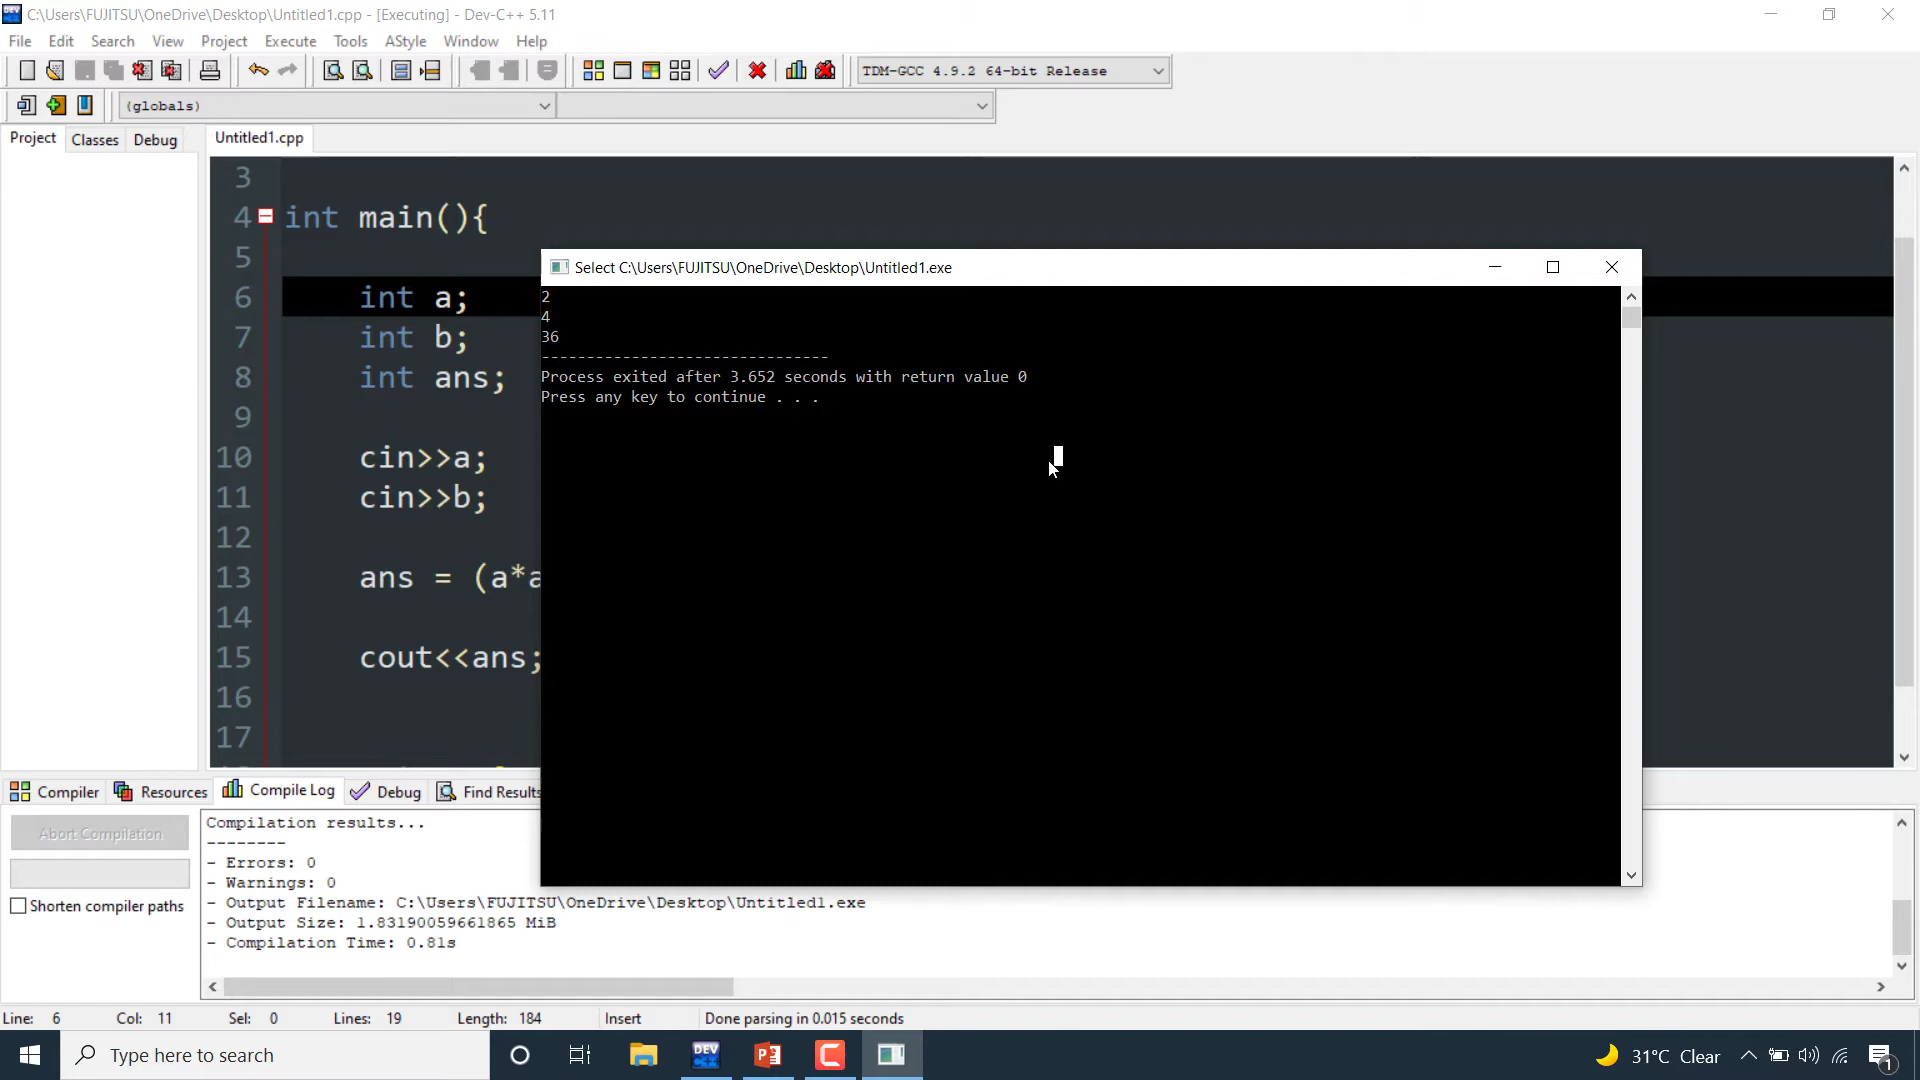 C:\Users\FUJITSU\OneDrive\Desktop\Untitled1.cpp - [Executing] - Dev-C++ 5.11
File Edit Search View Project Execute Tools AStyle Window Help
TDM-GCC 4.9.2 64-bit Release
(globals)
Project Classes Debug Untitled1.cpp
3
4 int main(){
5
Select C:\Users\FUJITSU\OneDrive\Desktop\Untitled1.exe
6 int a;
7 int b;
8 int ans;
9
10 cin>>a;
11 cin>>b;
12
13 ans = (a*a
14
15 cout<<ans;
16
17
2
4
36
--------------------------------
Process exited after 3.652 seconds with return value 0
Press any key to continue . . .
Compiler Resources Compile Log Debug Find Results
Abort Compilation
Shorten compiler paths
Compilation results...
--------
- Errors: 0
- Warnings: 0
- Output Filename: C:\Users\FUJITSU\OneDrive\Desktop\Untitled1.exe
- Output Size: 1.83190059661865 MiB
- Compilation Time: 0.81s
Line: 6 Col: 11 Sel: 0 Lines: 19 Length: 184 Insert Done parsing in 0.015 seconds
Type here to search
DEV
31°C Clear
1